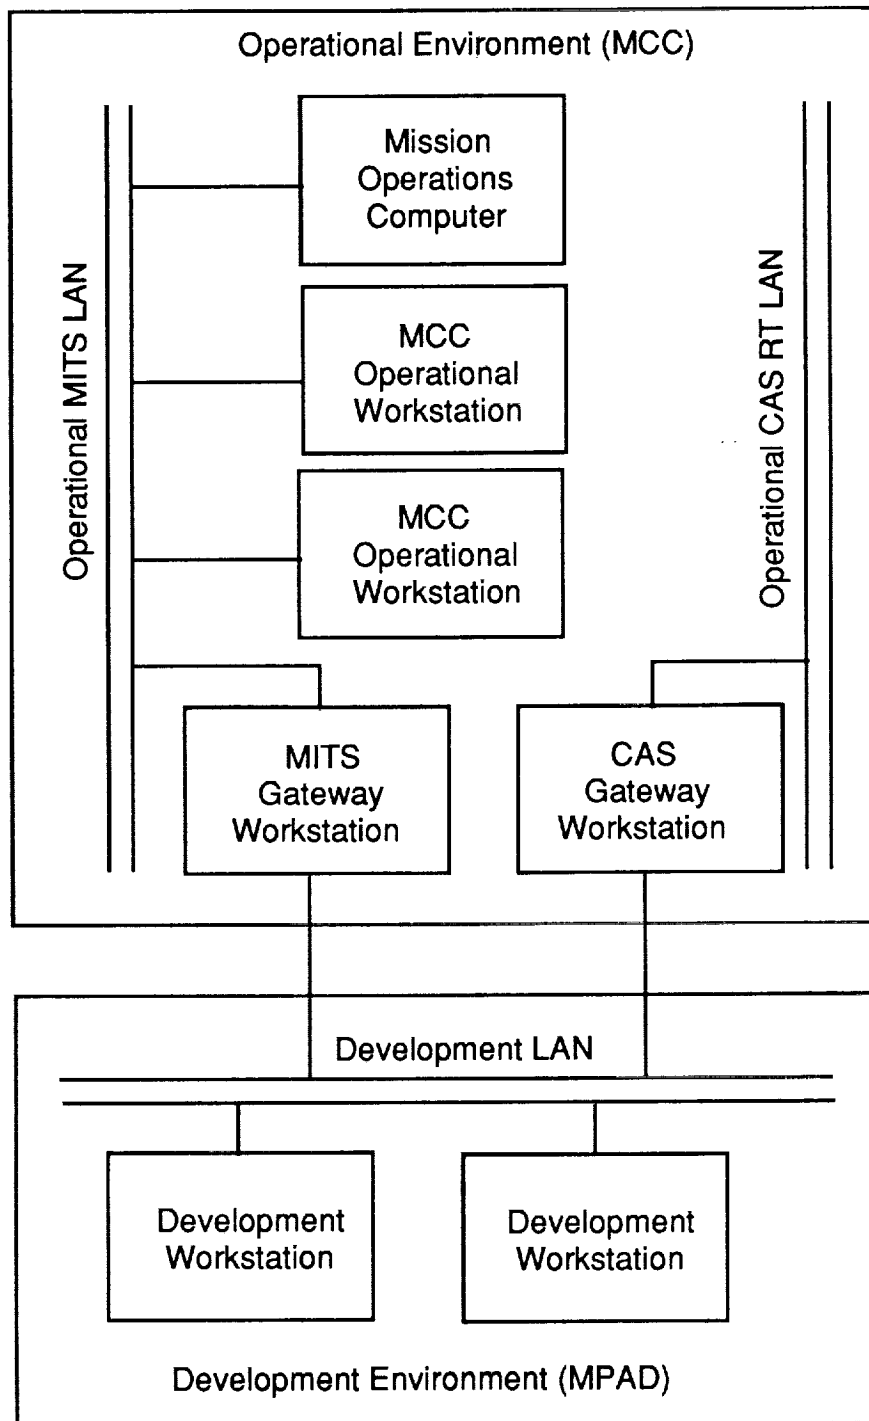 Operational Environment (MCC)
Operational MITS LAN
Mission
Operations
Computer
MCC
Operational
Workstation
MCC
Operational
Workstation
Operational CAS RT LAN
MITS
Gateway
Workstation
CAS
Gateway
Workstation
Development LAN
Development
Workstation
Development
Workstation
Development Environment (MPAD)